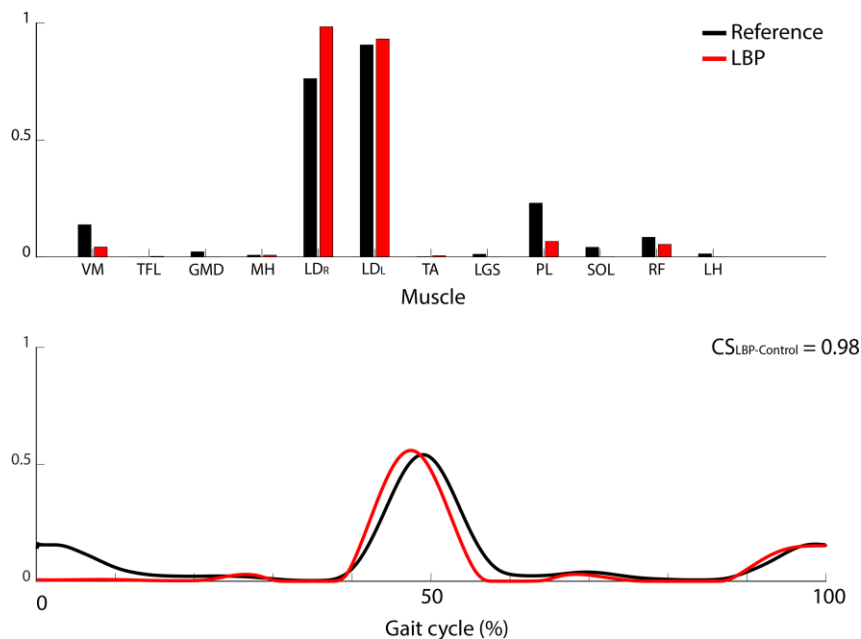 1
Reference
LBP
0.5
0
VM TFL GMD MH LDR LDL TA LGS PL SOL RF LH
Muscle
1
CSLBP-Control = 0.98
0.5
0
0 50 100
Gait cycle (%)